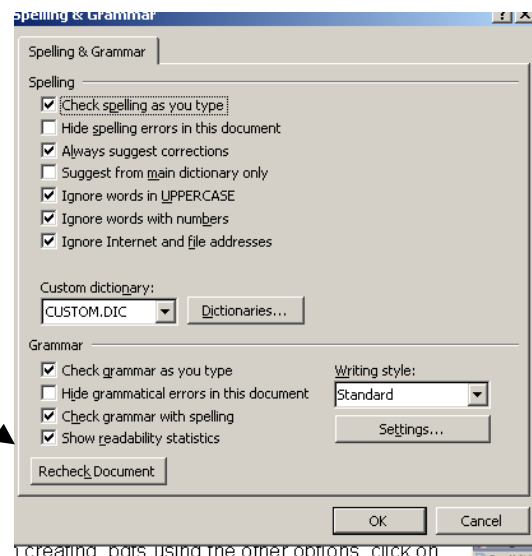 Spelling & Grammar
Spelling & Grammar
Spelling
Check spelling as you type
Hide spelling errors in this document
Always suggest corrections
Suggest from main dictionary only
Ignore words in UPPERCASE
Ignore words with numbers
Ignore Internet and file addresses
Custom dictionary:
CUSTOM.DIC Dictionaries...
Grammar
Check grammar as you type Writing style:
Hide grammatical errors in this document Standard
Check grammar with spelling
Show readability statistics Settings...
Recheck Document
OK Cancel
creating using the other options, click on